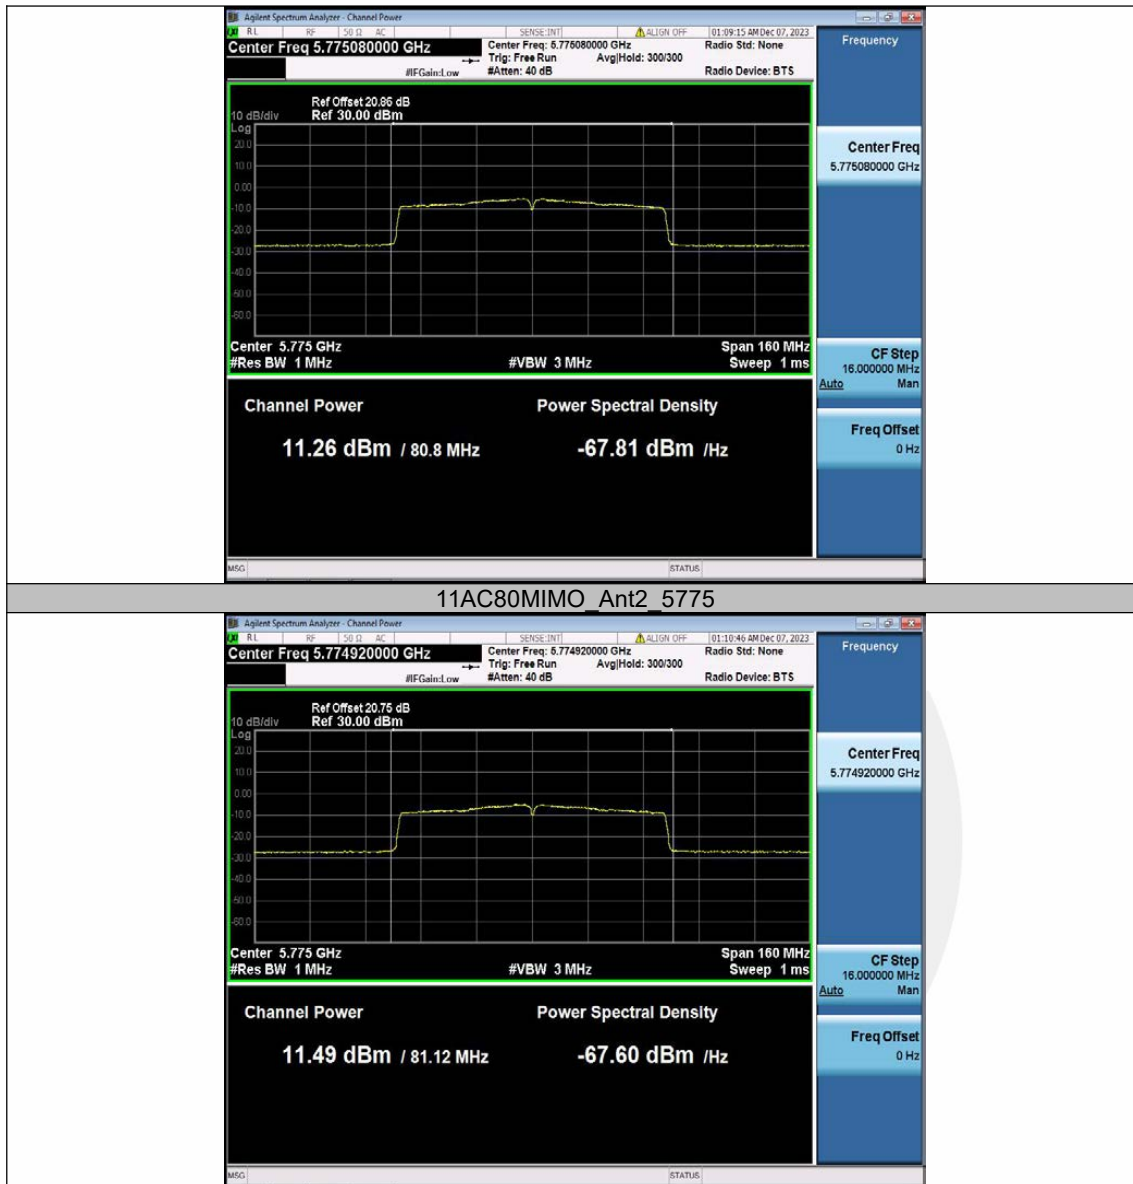 Agilent Spectrum Analyzer - Channel Power
RL RF 50 Ω AC SENSE:INT ALIGN OFF 01:09:15 AM Dec 07, 2023
Center Freq 5.775080000 GHz Center Freq: 5.775080000 GHz Radio Std: None Frequency
Trig: Free Run Avg|Hold: 300/300
#IFGain:Low #Atten: 40 dB Radio Device: BTS
Ref Offset 20.86 dB
10 dB/div Ref 30.00 dBm
Log
20.0
10.0
0.00
-10.0
-20.0
-30.0
-40.0
-50.0
-60.0
Center Freq
5.775080000 GHz
Center 5.775 GHz Span 160 MHz
#Res BW 1 MHz #VBW 3 MHz Sweep 1 ms
CF Step
16.000000 MHz
Auto Man
Channel Power Power Spectral Density
11.26 dBm / 80.8 MHz -67.81 dBm /Hz
Freq Offset
0 Hz
MSG STATUS
11AC80MIMO_Ant2_5775
Agilent Spectrum Analyzer - Channel Power
RL RF 50 Ω AC SENSE:INT ALIGN OFF 01:10:46 AM Dec 07, 2023
Center Freq 5.774920000 GHz Center Freq: 5.774920000 GHz Radio Std: None Frequency
Trig: Free Run Avg|Hold: 300/300
#IFGain:Low #Atten: 40 dB Radio Device: BTS
Ref Offset 20.75 dB
10 dB/div Ref 30.00 dBm
Log
20.0
10.0
0.00
-10.0
-20.0
-30.0
-40.0
-50.0
-60.0
Center Freq
5.774920000 GHz
Center 5.775 GHz Span 160 MHz
#Res BW 1 MHz #VBW 3 MHz Sweep 1 ms
CF Step
16.000000 MHz
Auto Man
Channel Power Power Spectral Density
11.49 dBm / 81.12 MHz -67.60 dBm /Hz
Freq Offset
0 Hz
MSG STATUS